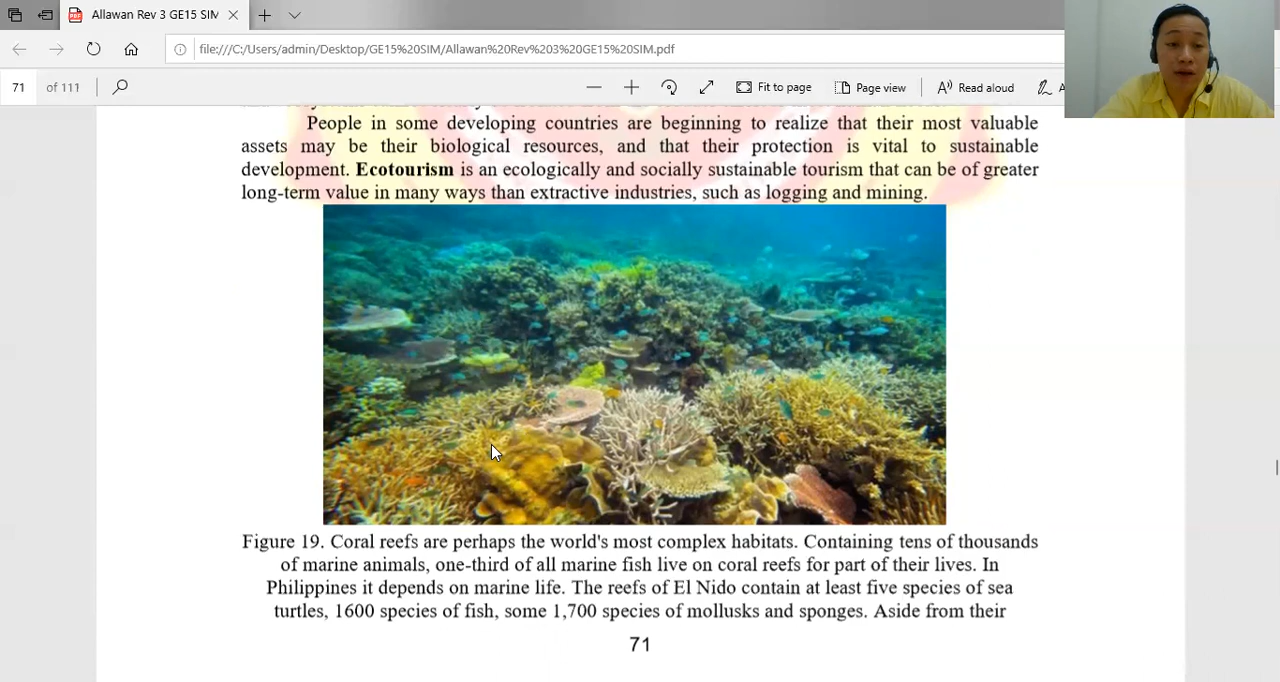 Allawan Rev 3 GE15 SIM
file:///C:/Users/admin/Desktop/GE15%20SIM/Allawan%20Rev%203%20GE15%20SIM.pdf
71 of 111 Fit to page Page view Read aloud
People in some developing countries are beginning to realize that their most valuable
assets may be their biological resources, and that their protection is vital to sustainable
development. Ecotourism is an ecologically and socially sustainable tourism that can be of greater
long-term value in many ways than extractive industries, such as logging and mining.
Figure 19. Coral reefs are perhaps the world's most complex habitats. Containing tens of thousands
of marine animals, one-third of all marine fish live on coral reefs for part of their lives. In
Philippines it depends on marine life. The reefs of El Nido contain at least five species of sea
turtles, 1600 species of fish, some 1,700 species of mollusks and sponges. Aside from their
71